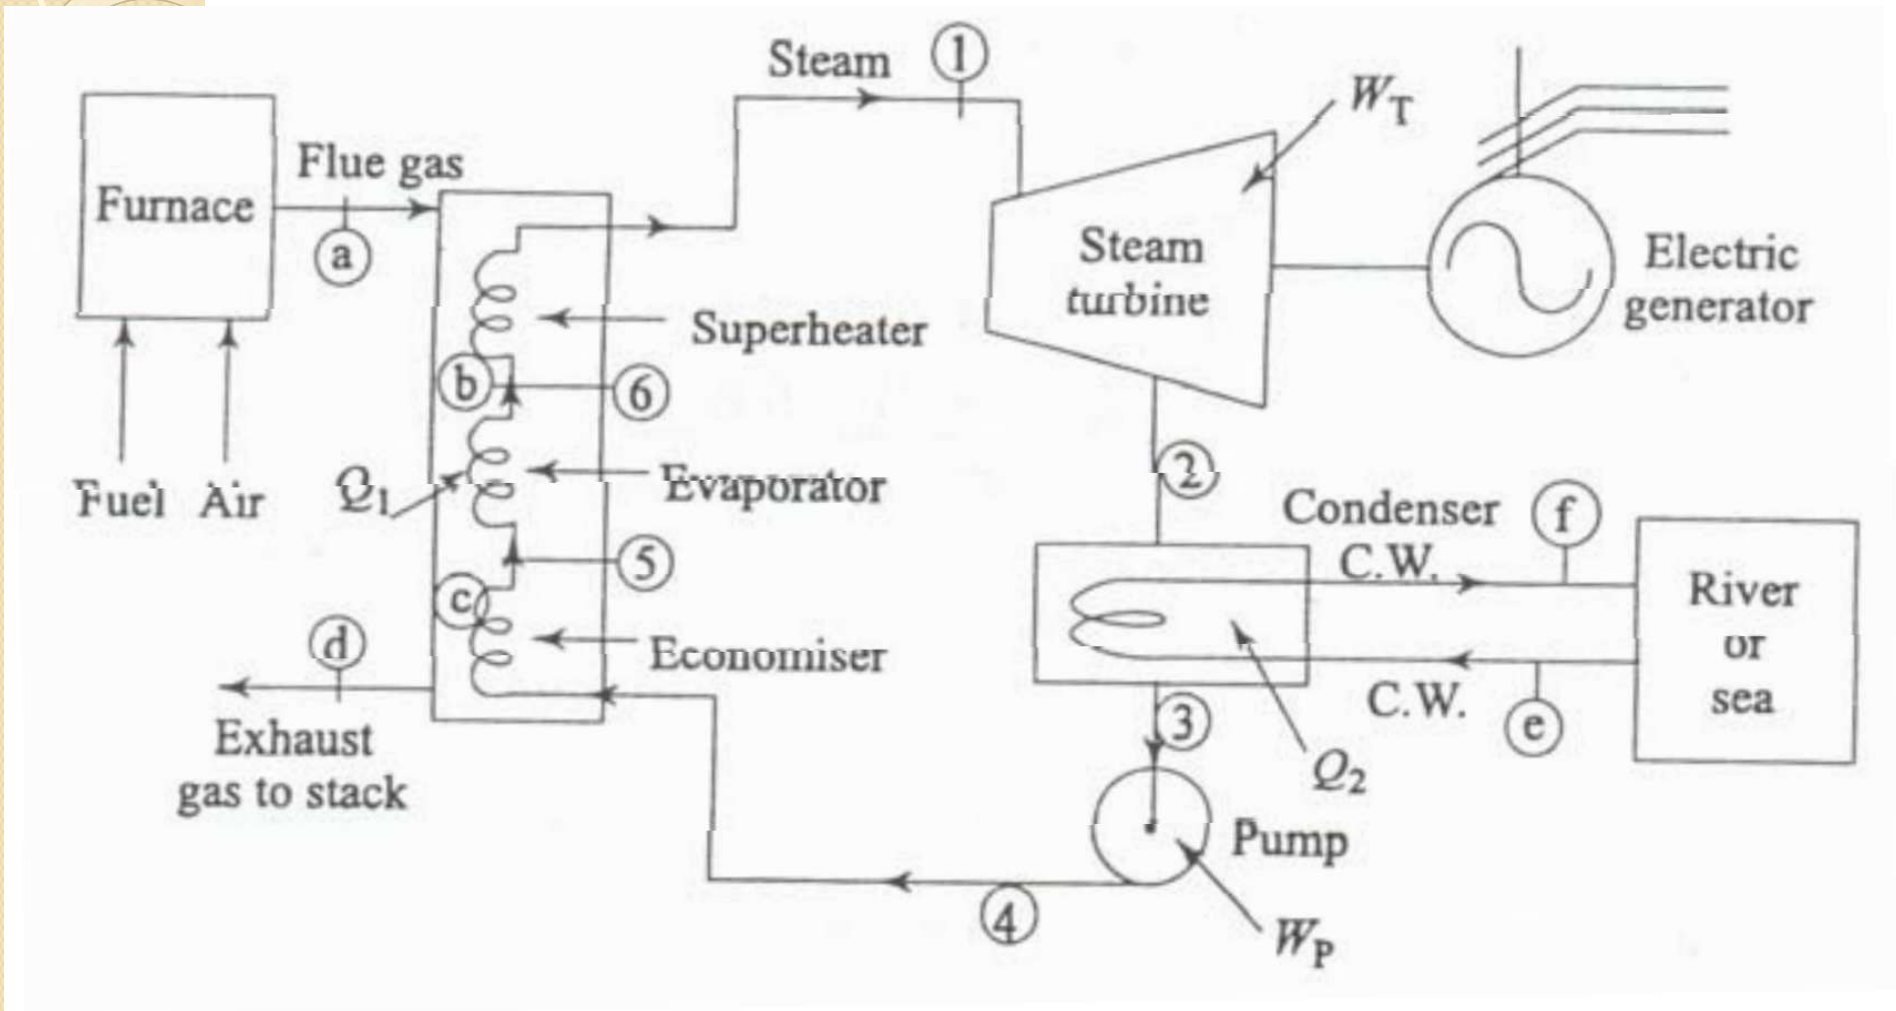 Steam
1
W_T
Furnace
Flue gas
a
Steam
turbine
Electric
generator
Superheater
b
6
Fuel
Air
Q_1
Evaporator
2
Condenser
f
C.W.
River
or
sea
5
c
d
Economiser
Exhaust
gas to stack
C.W.
e
3
Q_2
Pump
4
W_P